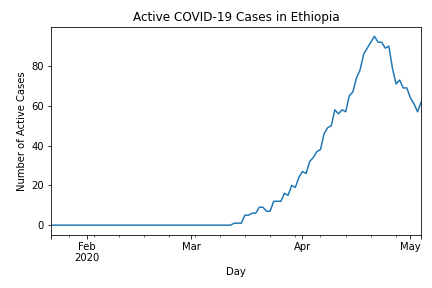 Active COVID-19 Cases in Ethiopia
Number of Active Cases
80
60
40
20
0
Feb
2020
Mar
Apr
May
Day